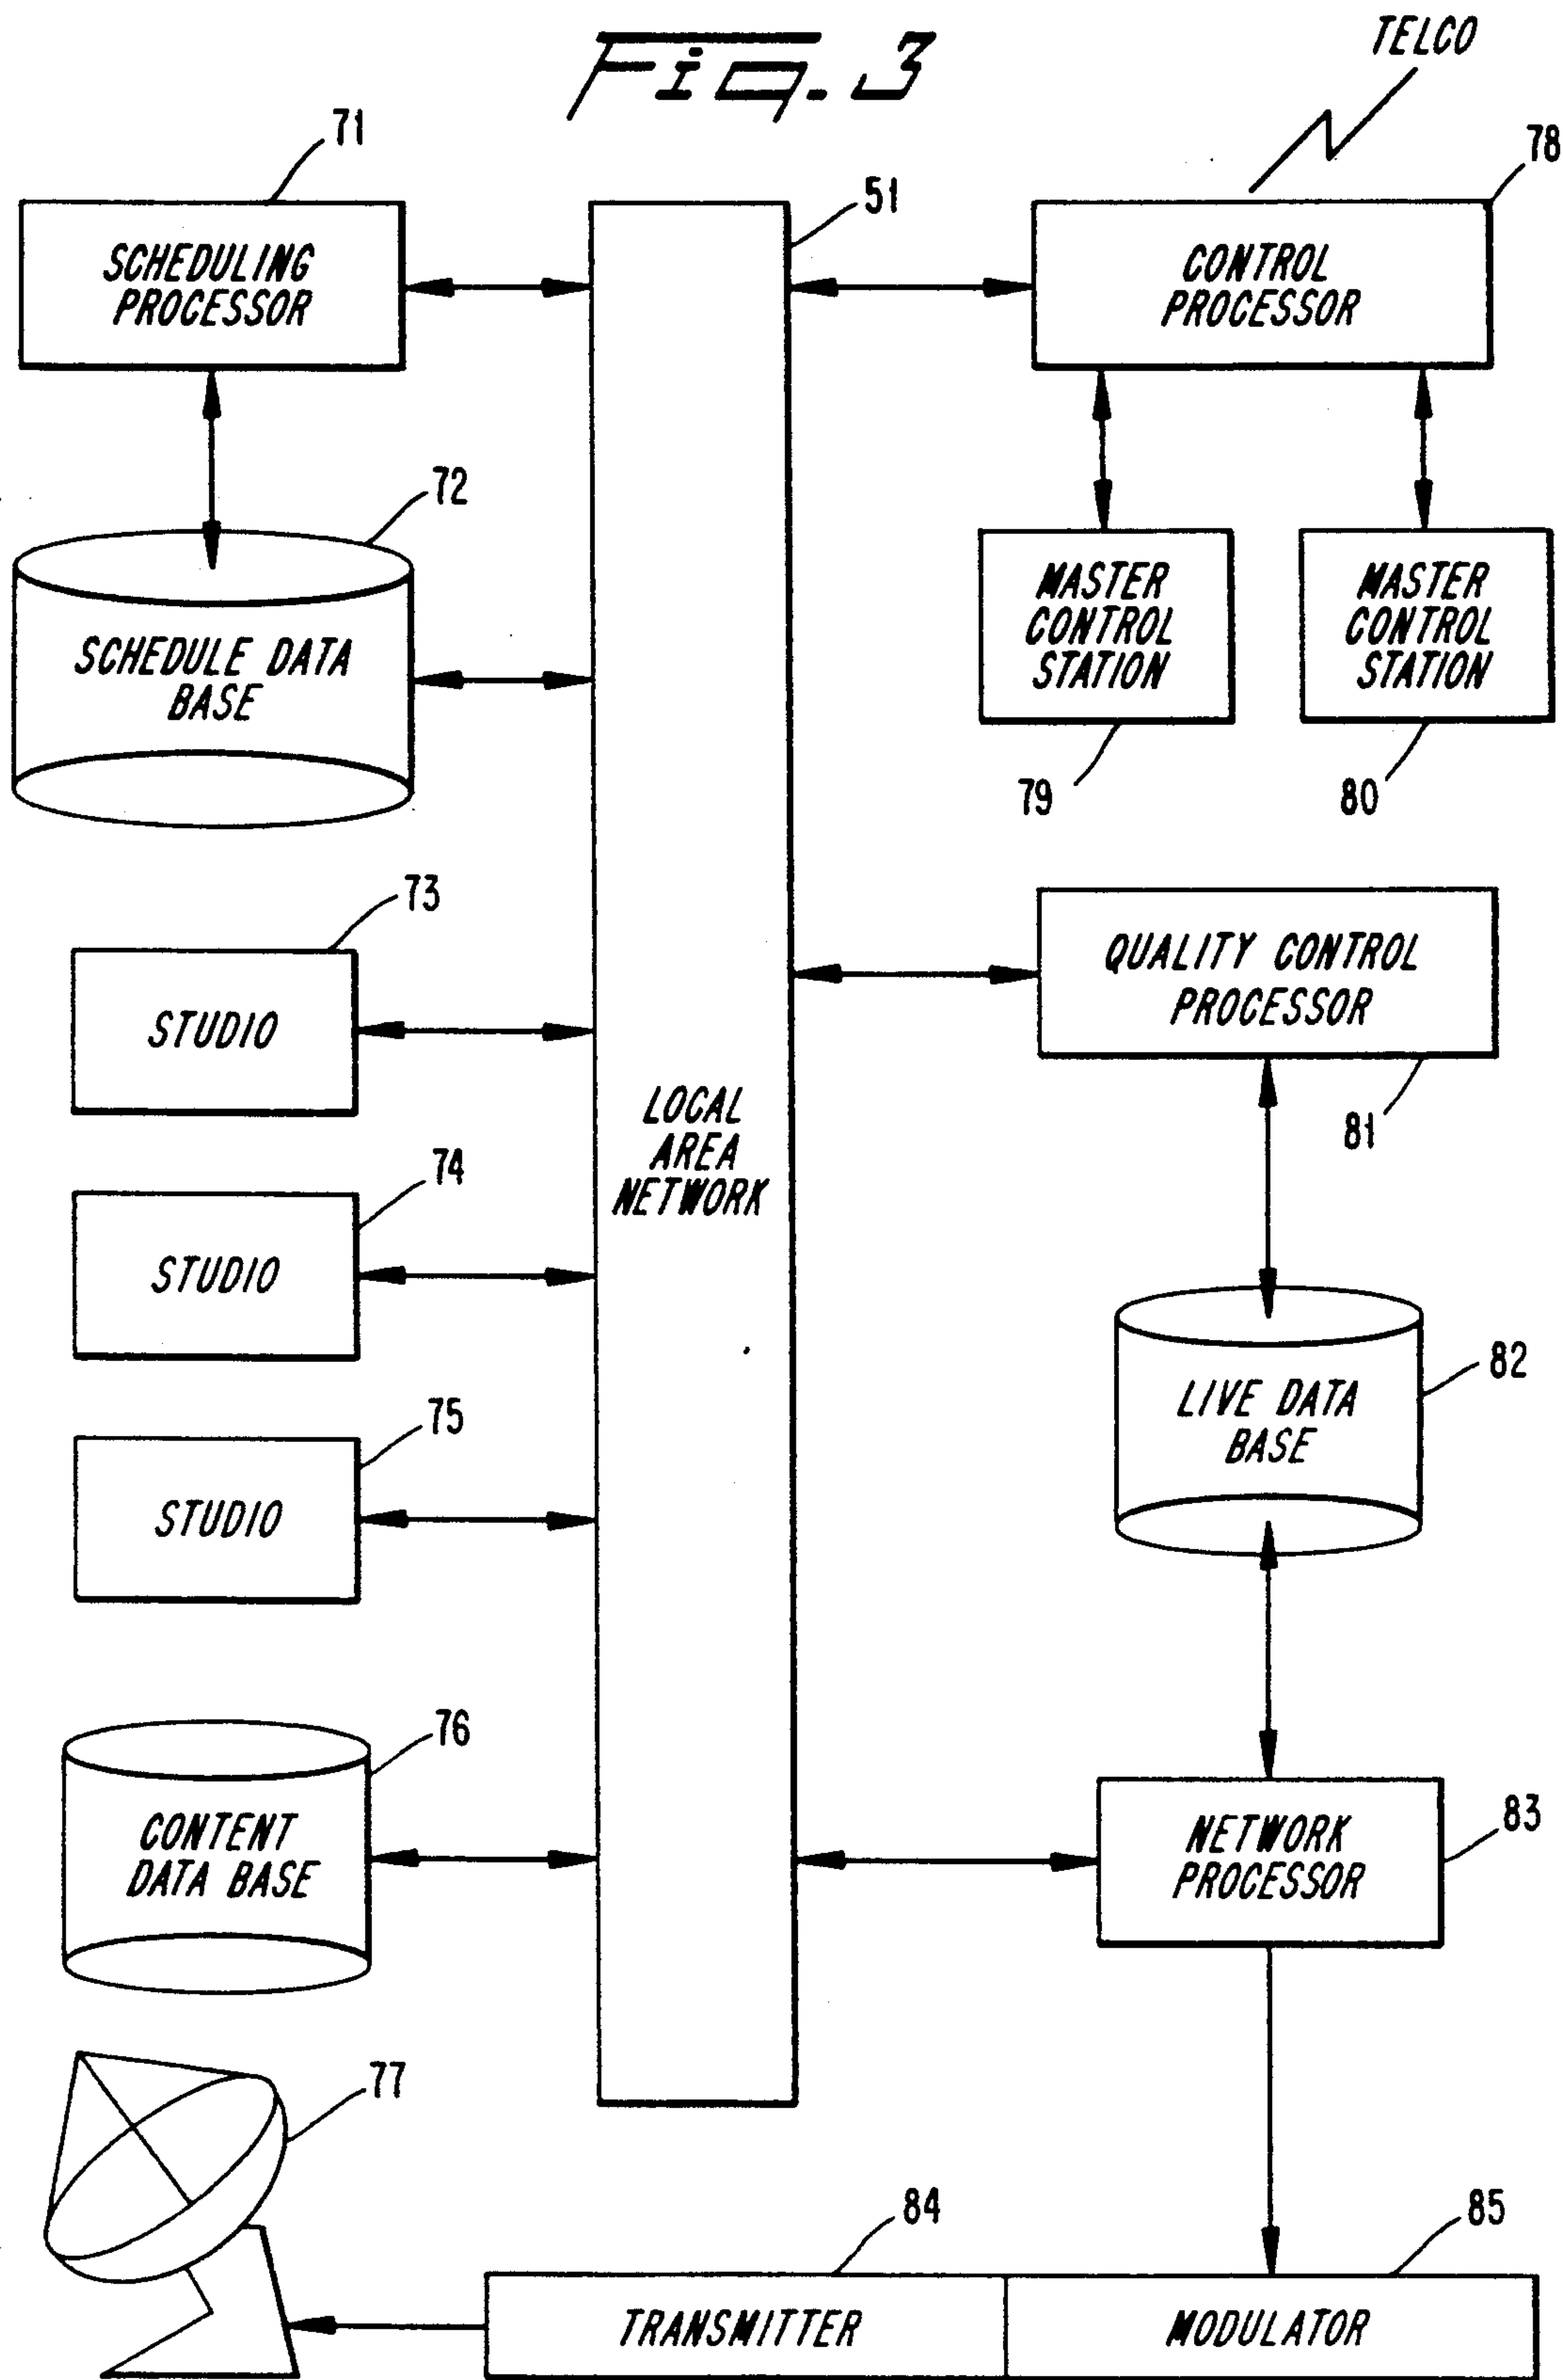 Fig. 3
TELCO
71
51
78
SCHEDULING
PROCESSOR
CONTROL
PROCESSOR
72
SCHEDULE DATA
BASE
MASTER
CONTROL
STATION
MASTER
CONTROL
STATION
79
80
73
STUDIO
QUALITY CONTROL
PROCESSOR
81
LOCAL
AREA
NETWORK
74
STUDIO
82
LIVE DATA
BASE
75
STUDIO
76
CONTENT
DATA BASE
83
NETWORK
PROCESSOR
77
84
85
TRANSMITTER
MODULATOR